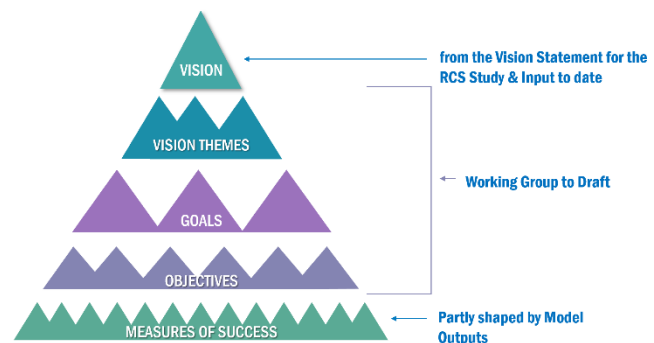 VISION
from the Vision Statement for the
RCS Study & Input to date
VISION THEMES
Working Group to Draft
GOALS
OBJECTIVES
MEASURES OF SUCCESS
Partly shaped by Model
Outputs